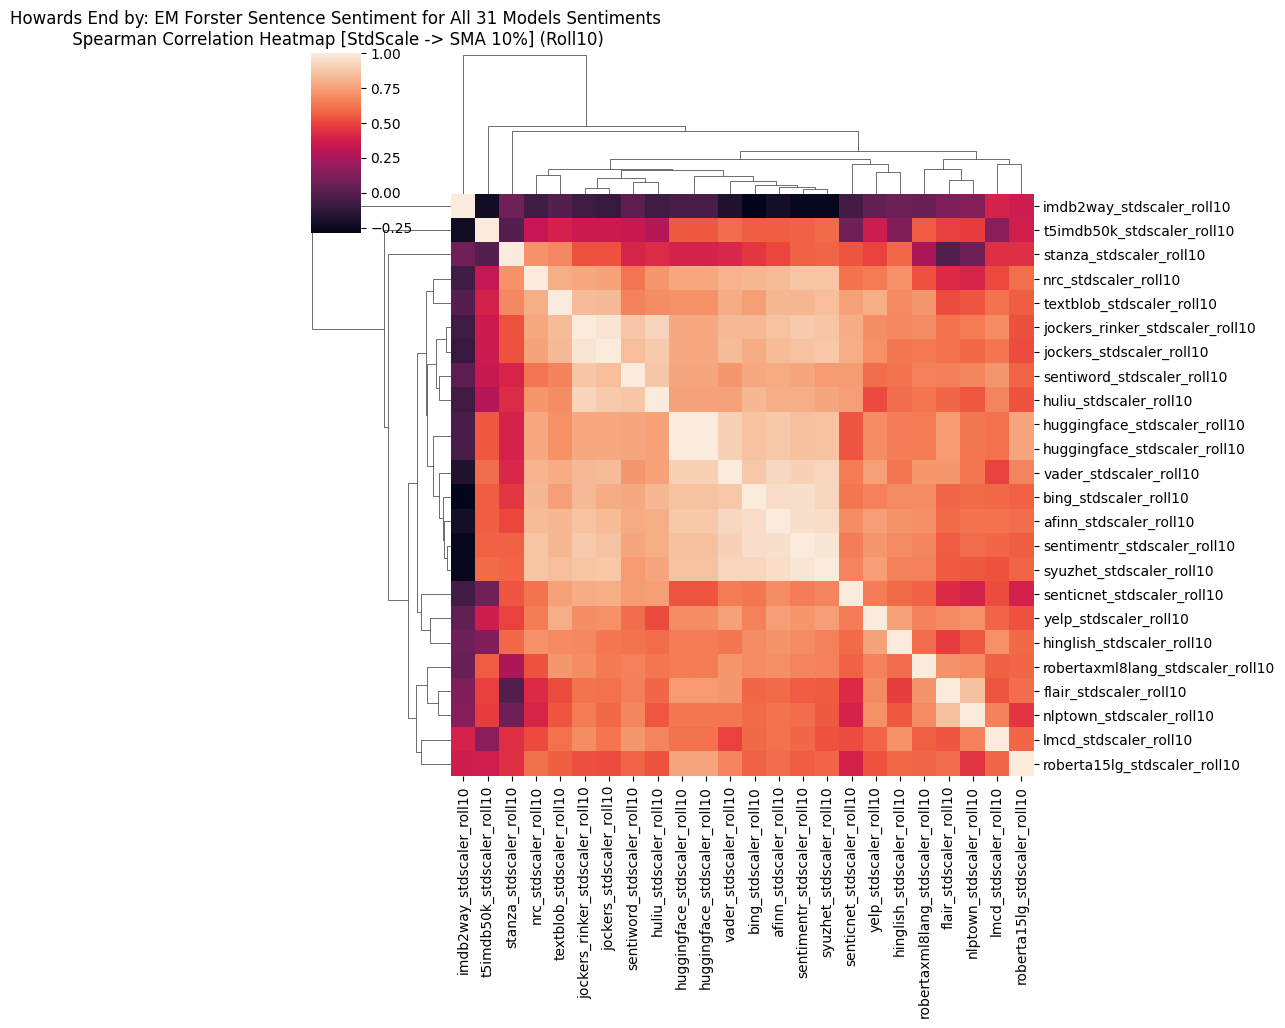 Howards End by: EM Forster Sentence Sentiment for All 31 Models Sentiments
Spearman Correlation Heatmap [StdScale -> SMA 10%] (Roll10)
1.00
0.75
0.50
0.25
0.00
−0.25
imdb2way_stdscaler_roll10
t5imdb50k_stdscaler_roll10
stanza_stdscaler_roll10
nrc_stdscaler_roll10
textblob_stdscaler_roll10
jockers_rinker_stdscaler_roll10
jockers_stdscaler_roll10
sentiword_stdscaler_roll10
huliu_stdscaler_roll10
huggingface_stdscaler_roll10
huggingface_stdscaler_roll10
vader_stdscaler_roll10
bing_stdscaler_roll10
afinn_stdscaler_roll10
sentimentr_stdscaler_roll10
syuzhet_stdscaler_roll10
senticnet_stdscaler_roll10
yelp_stdscaler_roll10
hinglish_stdscaler_roll10
robertaxml8lang_stdscaler_roll10
flair_stdscaler_roll10
nlptown_stdscaler_roll10
lmcd_stdscaler_roll10
roberta15lg_stdscaler_roll10
imdb2way_stdscaler_roll10
t5imdb50k_stdscaler_roll10
stanza_stdscaler_roll10
nrc_stdscaler_roll10
textblob_stdscaler_roll10
jockers_rinker_stdscaler_roll10
jockers_stdscaler_roll10
sentiword_stdscaler_roll10
huliu_stdscaler_roll10
huggingface_stdscaler_roll10
huggingface_stdscaler_roll10
vader_stdscaler_roll10
bing_stdscaler_roll10
afinn_stdscaler_roll10
sentimentr_stdscaler_roll10
syuzhet_stdscaler_roll10
senticnet_stdscaler_roll10
yelp_stdscaler_roll10
hinglish_stdscaler_roll10
robertaxml8lang_stdscaler_roll10
flair_stdscaler_roll10
nlptown_stdscaler_roll10
lmcd_stdscaler_roll10
roberta15lg_stdscaler_roll10